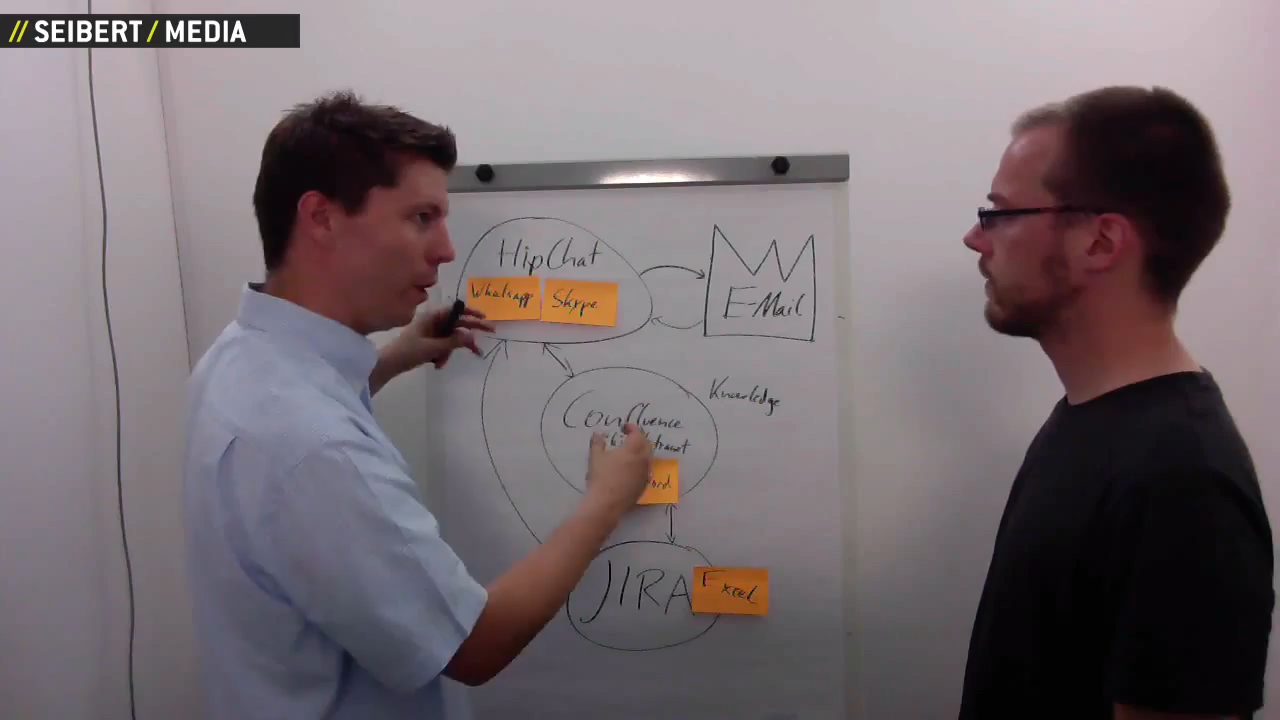 // SEIBERT / MEDIA
HipChat
Whatsapp
Skype
E-Mail
Knowledge
Confluence
JIRA
Excel